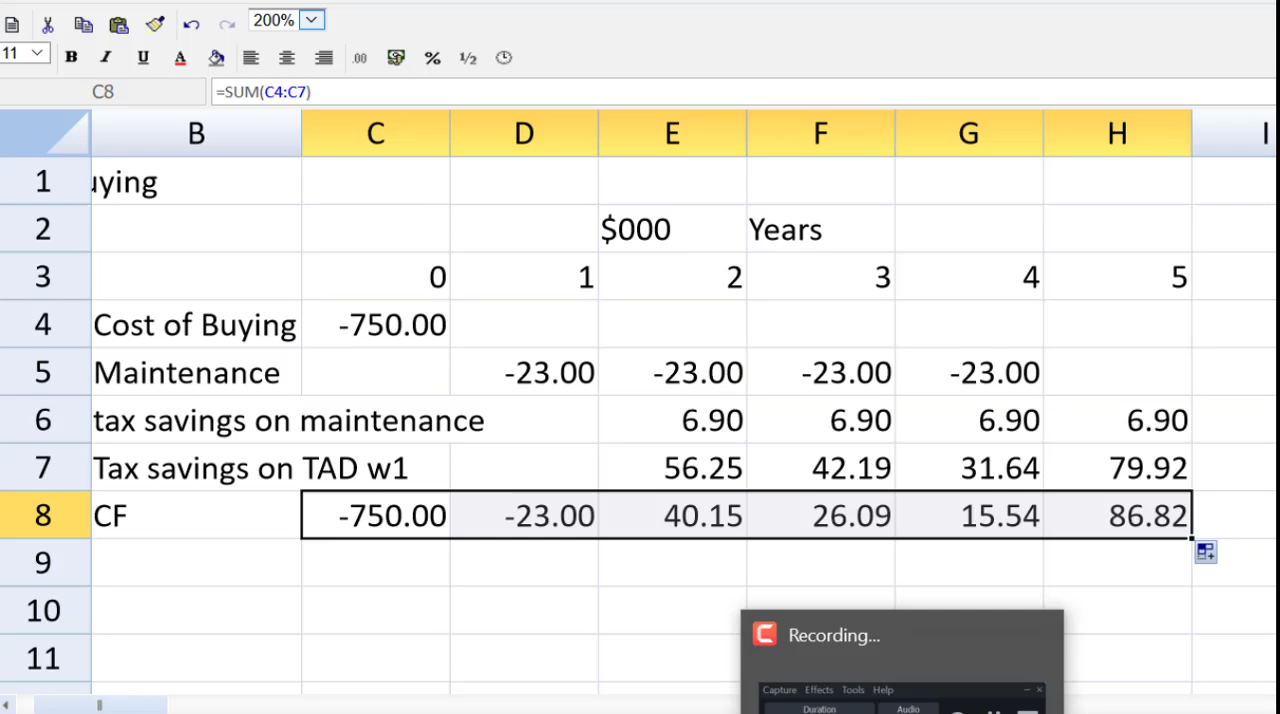 200%
11 B I U A .00 % 1/2
C8 =SUM(C4:C7)
B C D E F G H I
1 uying
2 $000 Years
3 0 1 2 3 4 5
4 Cost of Buying -750.00
5 Maintenance -23.00 -23.00 -23.00 -23.00
6 tax savings on maintenance 6.90 6.90 6.90 6.90
7 Tax savings on TAD w1 56.25 42.19 31.64 79.92
8 CF -750.00 -23.00 40.15 26.09 15.54 86.82
9
10
11
Recording...
Capture Effects Tools Help
Duration Audio